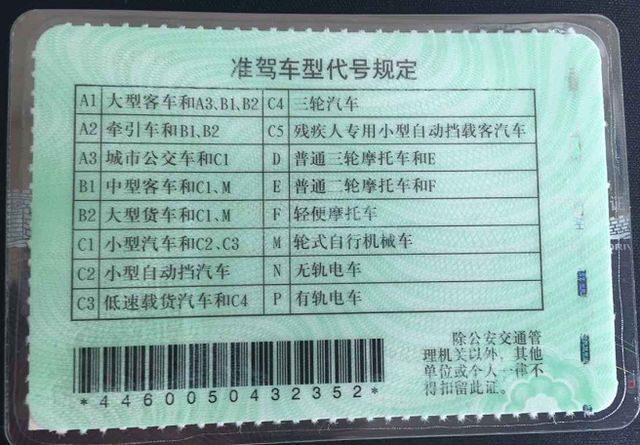 准驾车型代号规定
A1 大型客车和A3、B1、B2 C4 三轮汽车
A2 牵引车和B1、B2 C5 残疾人专用小型自动挡载客汽车
A3 城市公交车和C1 D 普通三轮摩托车和E
B1 中型客车和C1、M E 普通二轮摩托车和F
B2 大型货车和C1、M F 轻便摩托车
C1 小型汽车和C2、C3 M 轮式自行机械车
C2 小型自动挡汽车 N 无轨电车
C3 低速载货汽车和C4 P 有轨电车
除公安交通管
理机关以外，其他
单位或个人一律不
得扣留此证。
*4460050432352*